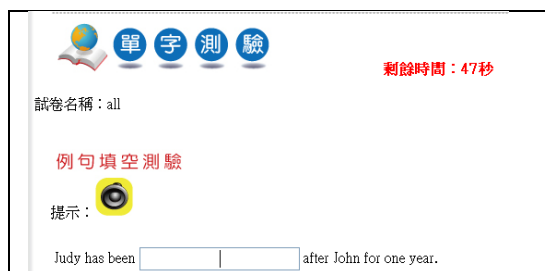 單字測驗
剩餘時間：47秒
試卷名稱：all
例句填空測驗
提示：
Judy has been after John for one year.